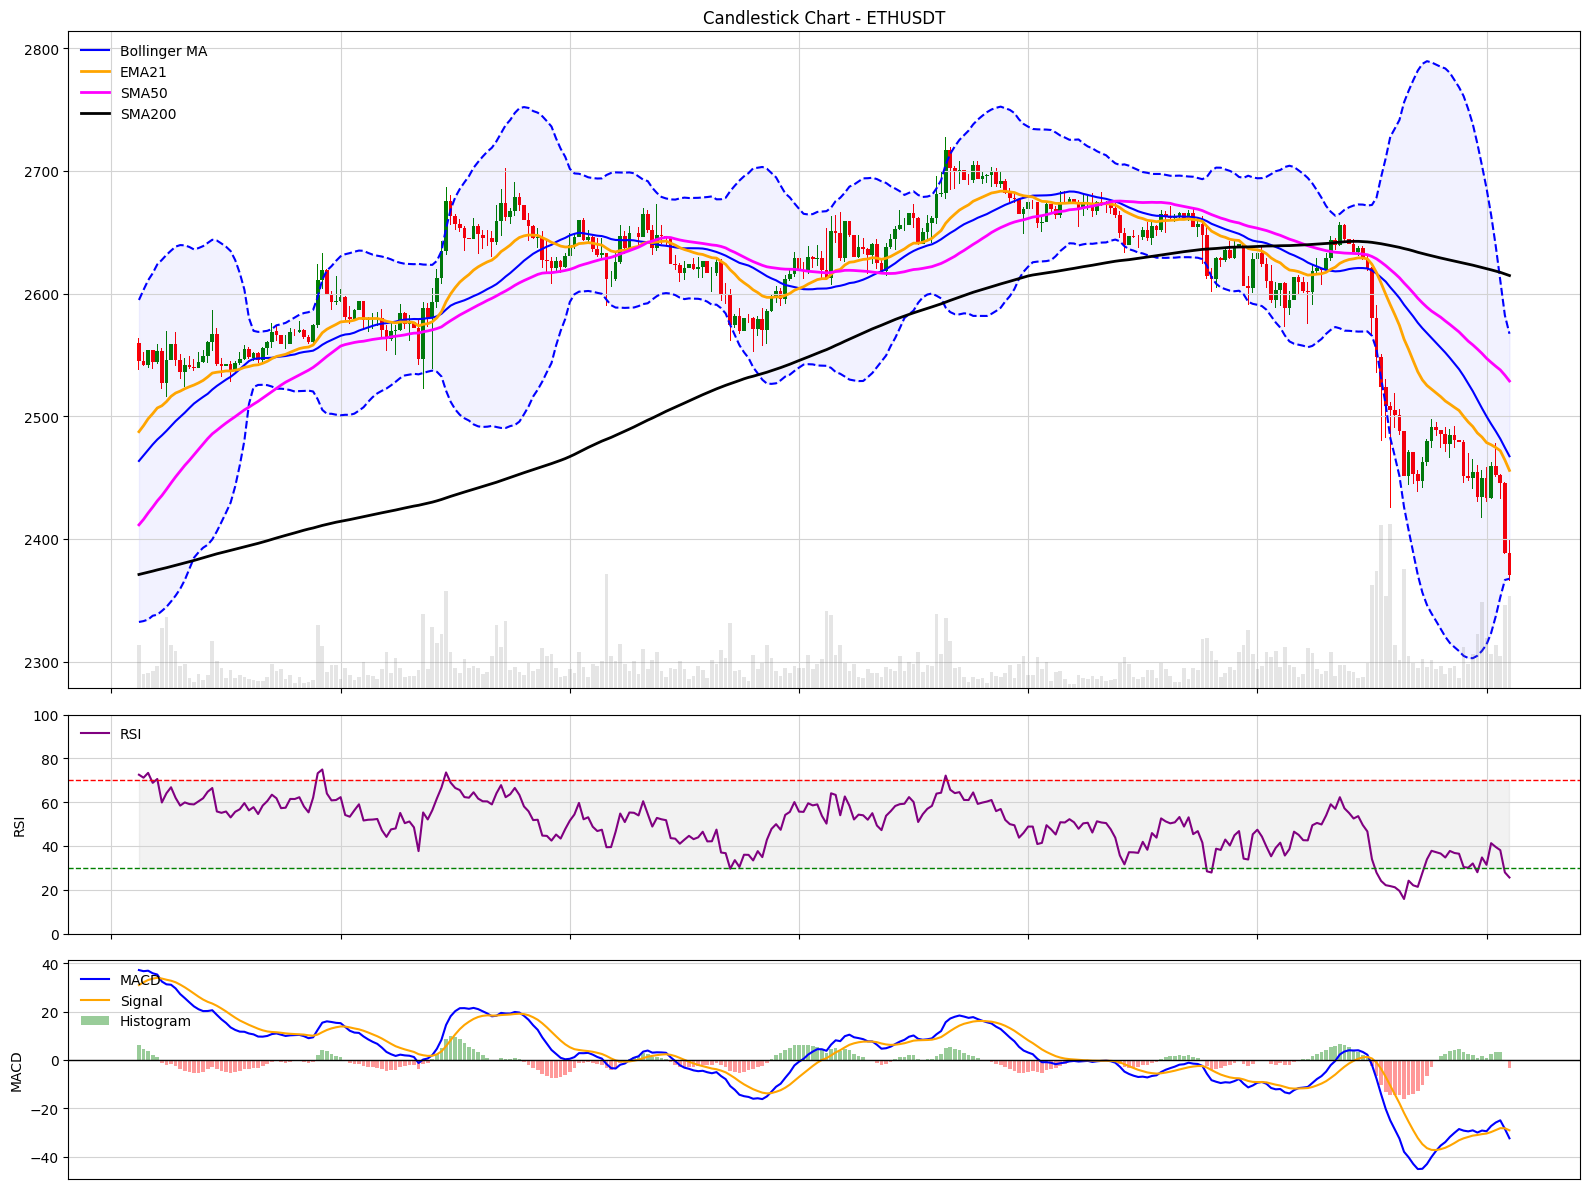 Candlestick Chart - ETHUSDT
2800
2700
2600
2500
2400
2300
Bollinger MA
EMA21
SMA50
SMA200
100
80
60
40
20
0
RSI
RSI
40
20
0
−20
−40
MACD
MACD
Signal
Histogram